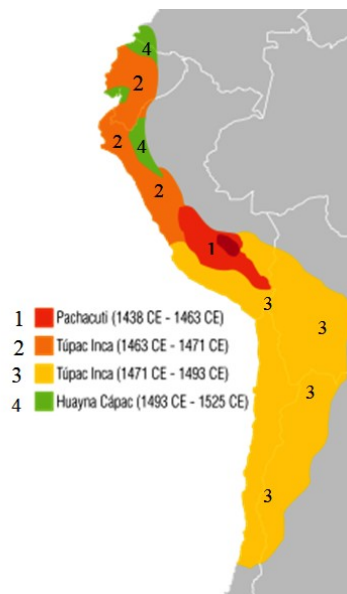 4
2
2
4
2
1
3
3
3
3
1 Pachacuti (1438 CE - 1463 CE)
2 Túpac Inca (1463 CE - 1471 CE)
3 Túpac Inca (1471 CE - 1493 CE)
4 Huayna Cápac (1493 CE - 1525 CE)